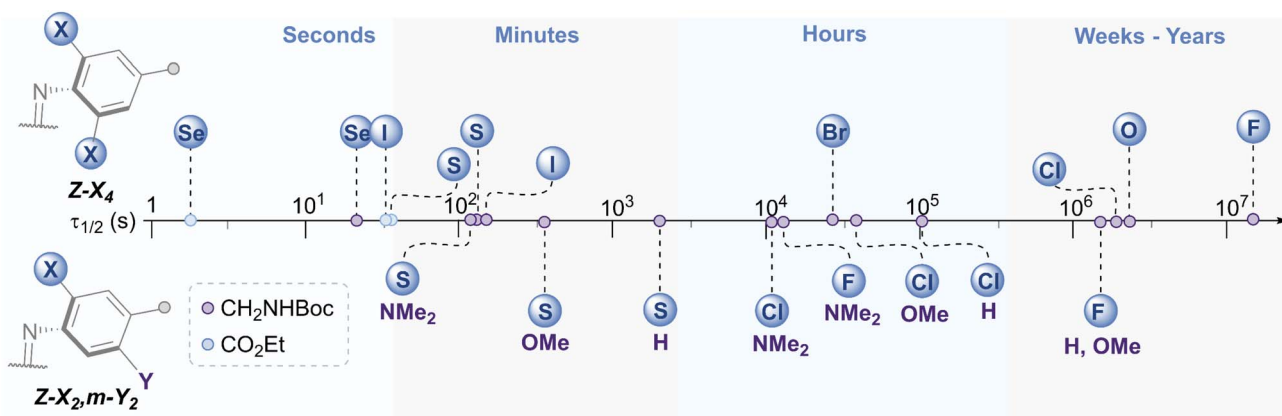 Seconds Minutes Hours Weeks - Years
X
N
X
Z-X₄
Se Se I S S I Br Cl O F
τ1/2 (s) 1 10¹ 10² 10³ 10⁴ 10⁵ 10⁶ 10⁷
X
N
Y
Z-X₂,m-Y₂
CH₂NHBoc
CO₂Et
S
NMe₂
S
OMe
S
H
Cl
NMe₂
F
NMe₂
Cl
OMe
Cl
H
F
H, OMe